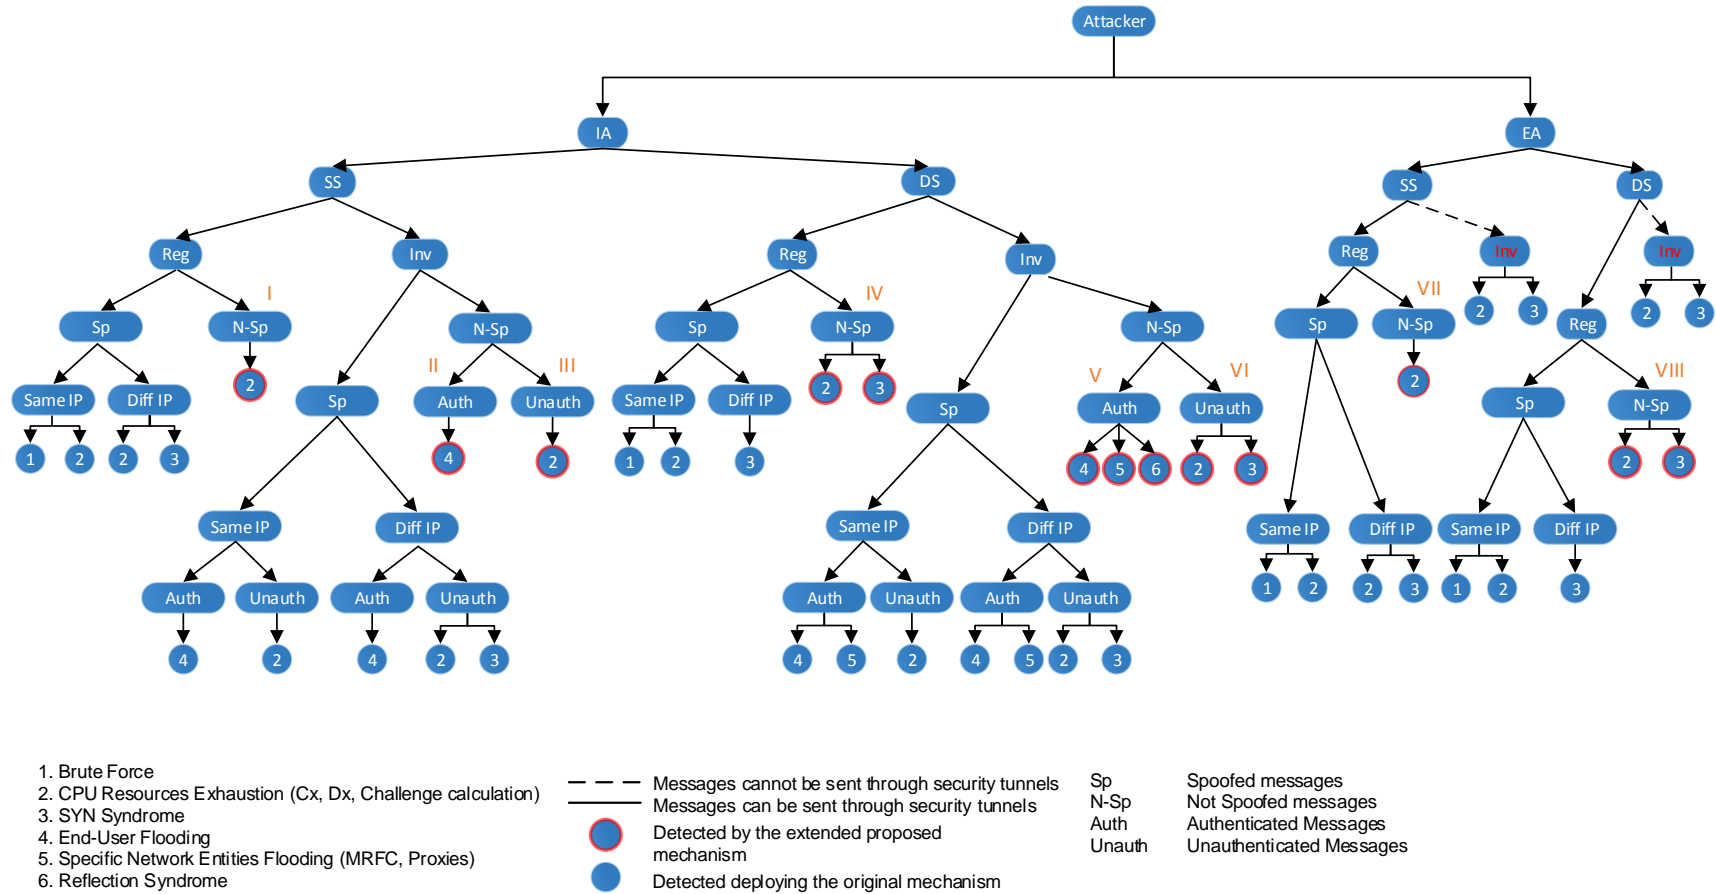 Attacker
IA
EA
SS
DS
SS
DS
Reg
Inv
Reg
Inv
Reg
Inv
Inv
I
IV
VII
Sp
N-Sp
N-Sp
Sp
N-Sp
N-Sp
Sp
N-Sp
Reg
2
3
2
3
II
III
V
VI
VIII
2
2
3
2
Same IP
Diff IP
Sp
Auth
Unauth
Same IP
Diff IP
Sp
Auth
Unauth
Sp
N-Sp
1
2
2
3
4
2
1
2
3
4
5
6
2
3
2
3
Same IP
Diff IP
Same IP
Diff IP
Same IP
Diff IP
Same IP
Diff IP
Auth
Unauth
Auth
Unauth
Auth
Unauth
Auth
Unauth
1
2
2
3
1
2
3
4
2
4
2
3
4
5
2
4
5
2
3
1. Brute Force
2. CPU Resources Exhaustion (Cx, Dx, Challenge calculation)
3. SYN Syndrome
4. End-User Flooding
5. Specific Network Entities Flooding (MRFC, Proxies)
6. Reflection Syndrome
Messages cannot be sent through security tunnels
Messages can be sent through security tunnels
Detected by the extended proposed
mechanism
Detected deploying the original mechanism
Sp Spoofed messages
N-Sp Not Spoofed messages
Auth Authenticated Messages
Unauth Unauthenticated Messages